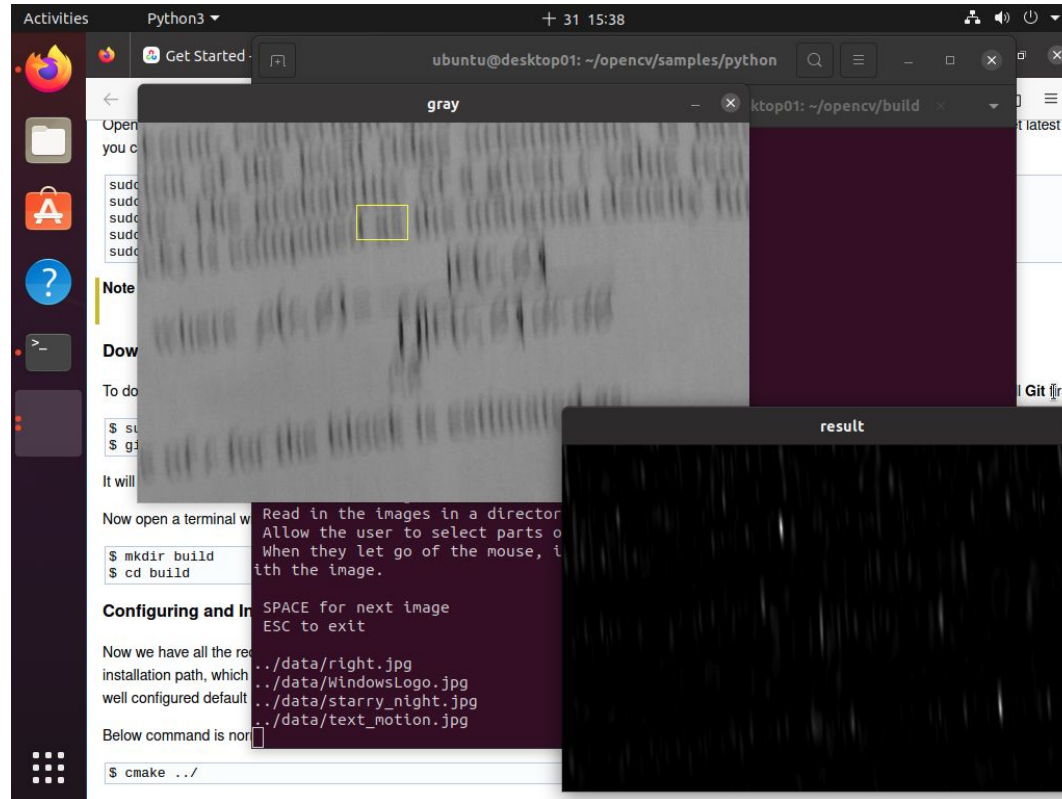 Activities
Python3
31 15:38
Get Started
ubuntu@desktop01: ~/opencv/samples/python
ktop01: ~/opencv/build
gray
latest
you c
sudo
sudo
sudo
sudo
sudo
Note
Dow
To do
Git
$ su
$ gi
It will
Now open a terminal w
$ mkdir build
$ cd build
Configuring and In
Now we have all the req
installation path, which
well configured default
Below command is nor
$ cmake ../
Read in the images in a director
Allow the user to select parts o
When they let go of the mouse, i
ith the image.
SPACE for next image
ESC to exit
../data/right.jpg
../data/WindowsLogo.jpg
../data/starry_night.jpg
../data/text_motion.jpg
result